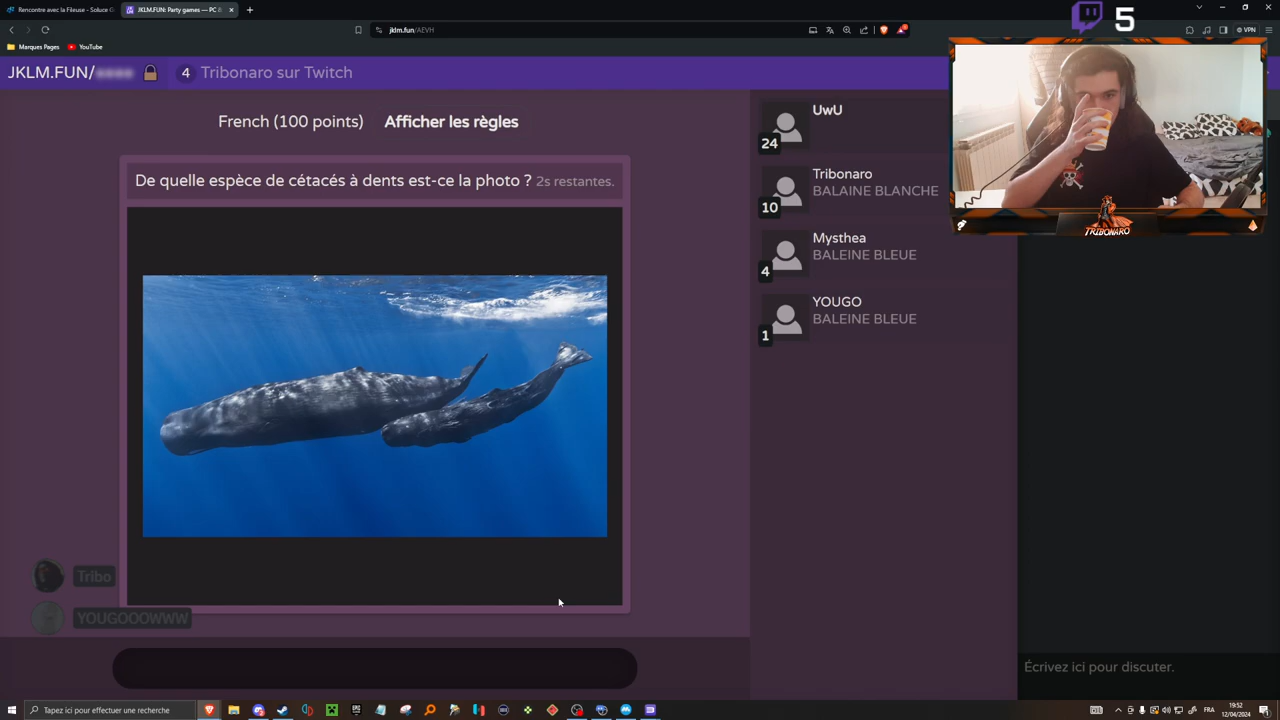 Rencontre avec la Fileuse - Soluce G
JKLM.FUN: Party games — PC &
jklm.fun/AEVH
VPN
Marques Pages
YouTube
5
JKLM.FUN/
4 Tribonaro sur Twitch
French (100 points) Afficher les règles
De quelle espèce de cétacés à dents est-ce la photo ? 2s restantes.
UwU
24
Tribonaro
BALAINE BLANCHE
10
Mysthea
BALEINE BLEUE
4
YOUGO
BALEINE BLEUE
1
TRIBONARO
Tribo
YOUGOOOWWW
Écrivez ici pour discuter.
Tapez ici pour effectuer une recherche
FRA
19:52
12/04/2024